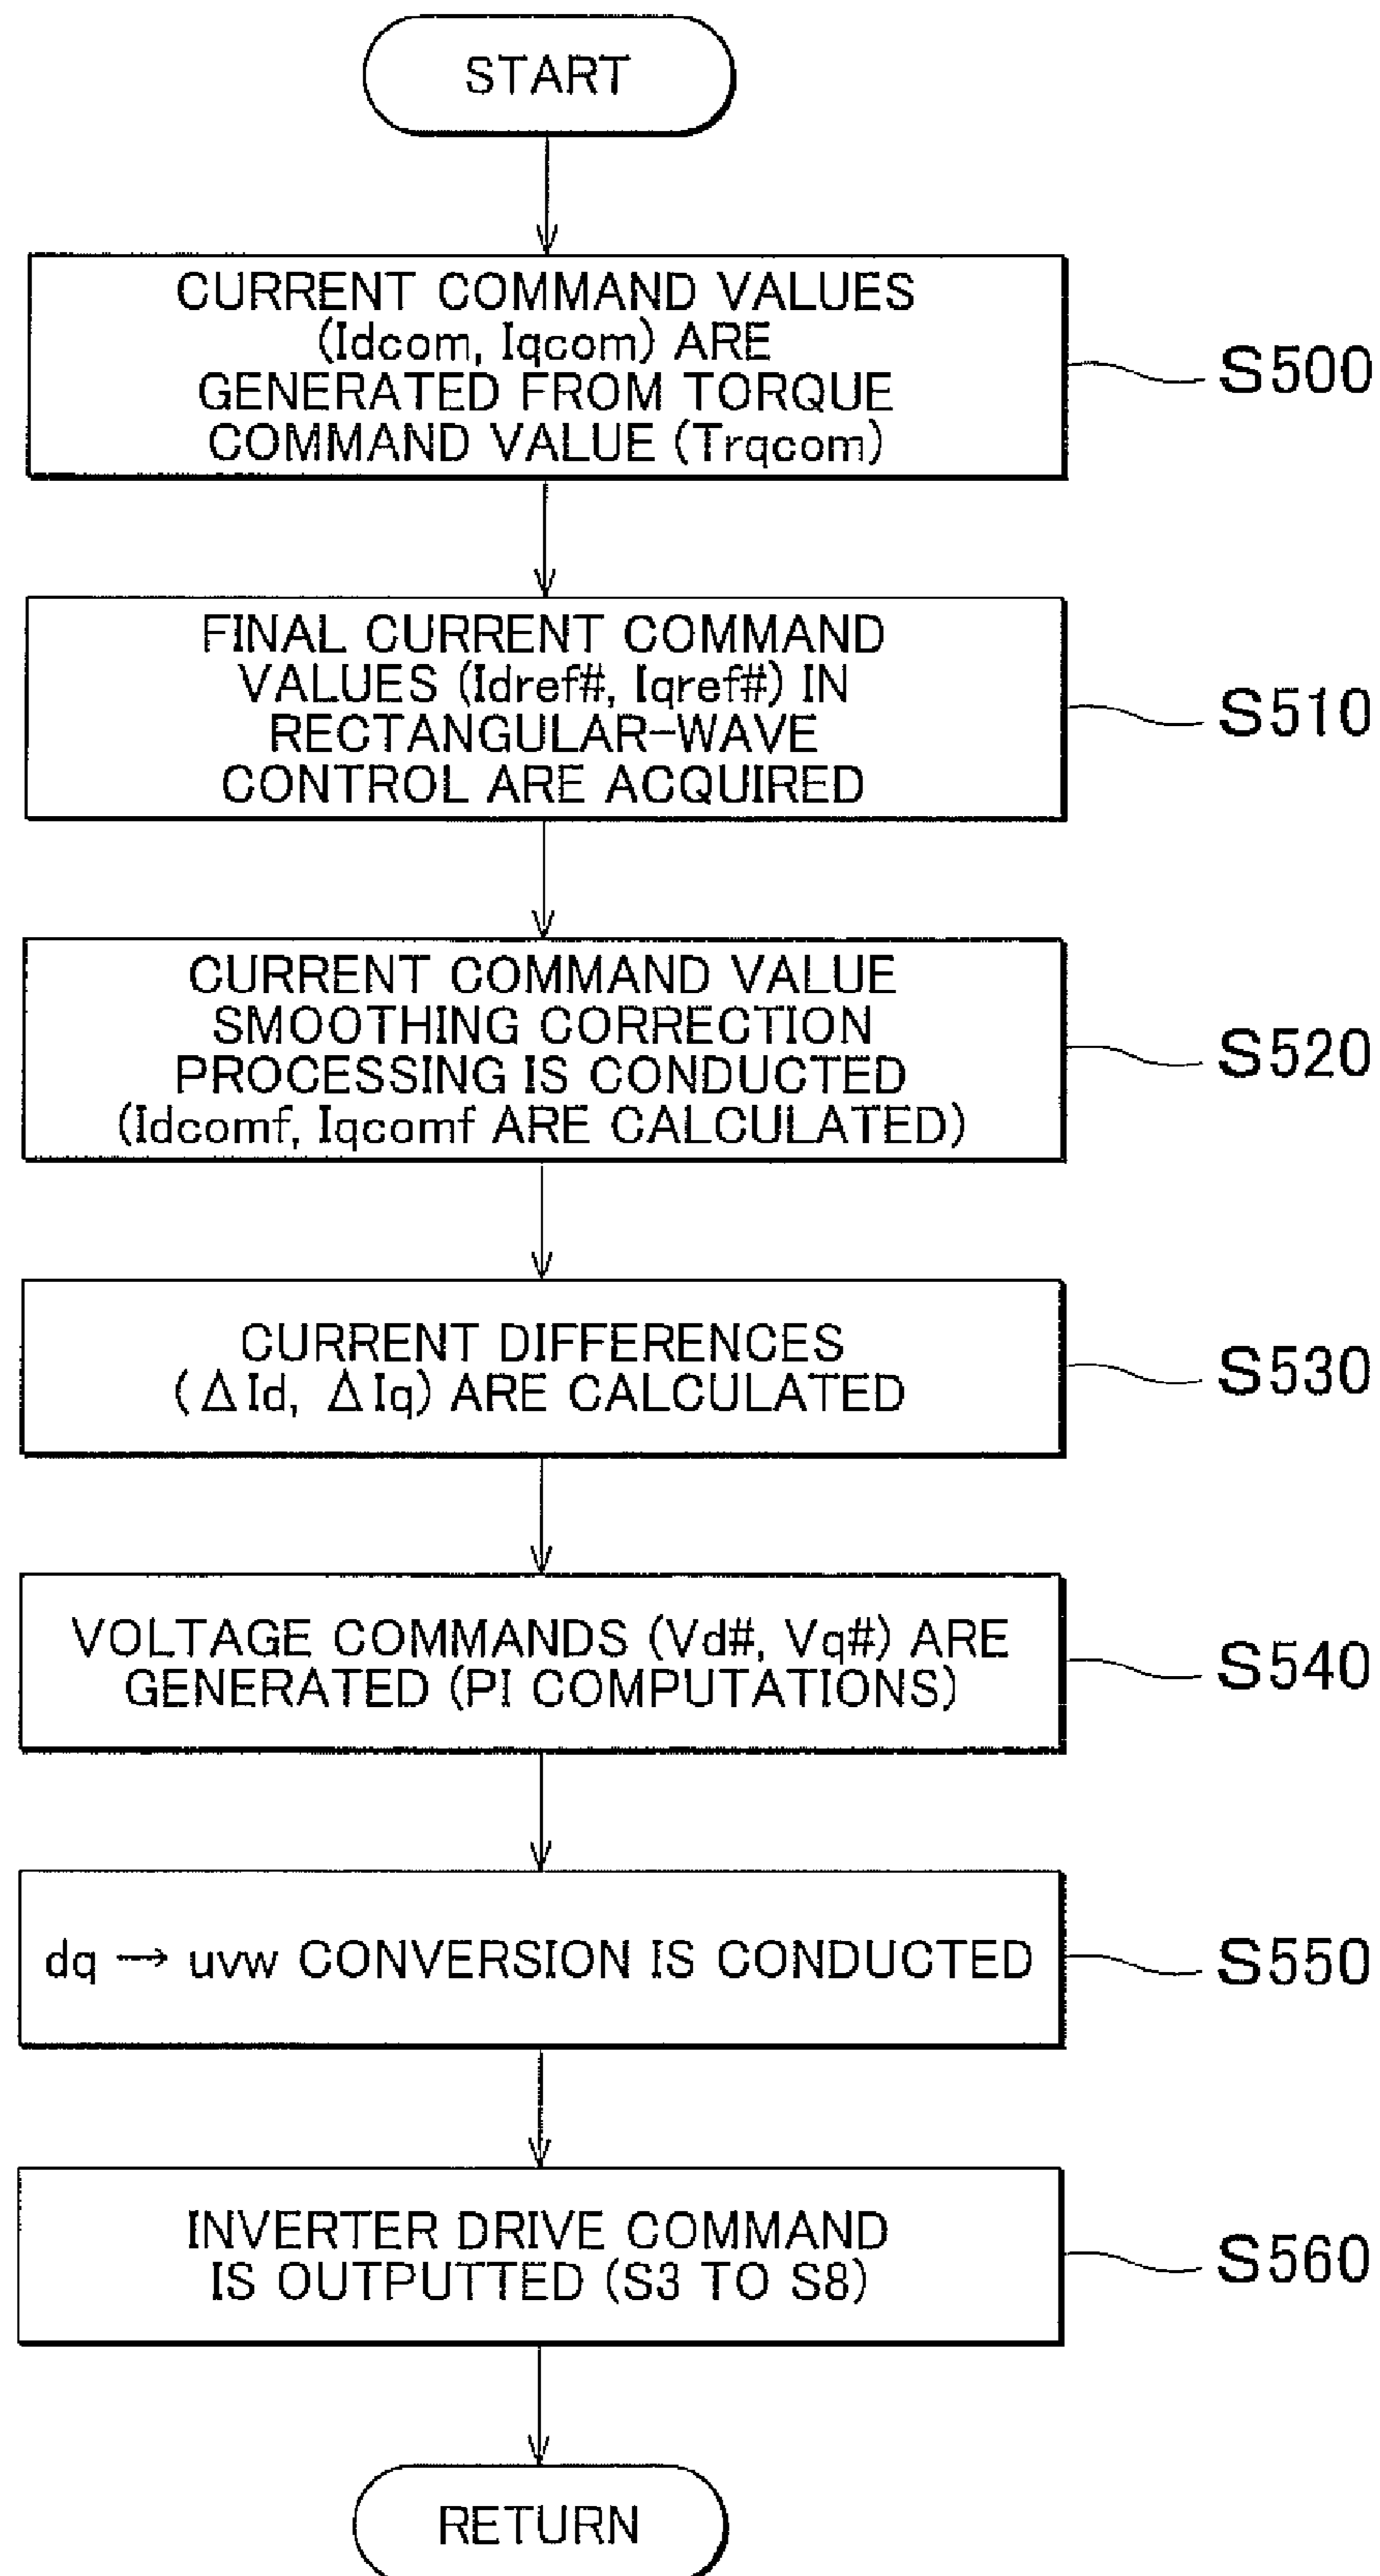 START
CURRENT COMMAND VALUES
(Idcom, Iqcom) ARE
GENERATED FROM TORQUE
COMMAND VALUE (Trqcom)
S500
FINAL CURRENT COMMAND
VALUES (Idref#, Iqref#) IN
RECTANGULAR-WAVE
CONTROL ARE ACQUIRED
S510
CURRENT COMMAND VALUE
SMOOTHING CORRECTION
PROCESSING IS CONDUCTED
(Idcomf, Iqcomf ARE CALCULATED)
S520
CURRENT DIFFERENCES
(ΔId, ΔIq) ARE CALCULATED
S530
VOLTAGE COMMANDS (Vd#, Vq#) ARE
GENERATED (PI COMPUTATIONS)
S540
dq → uvw CONVERSION IS CONDUCTED
S550
INVERTER DRIVE COMMAND
IS OUTPUTTED (S3 TO S8)
S560
RETURN